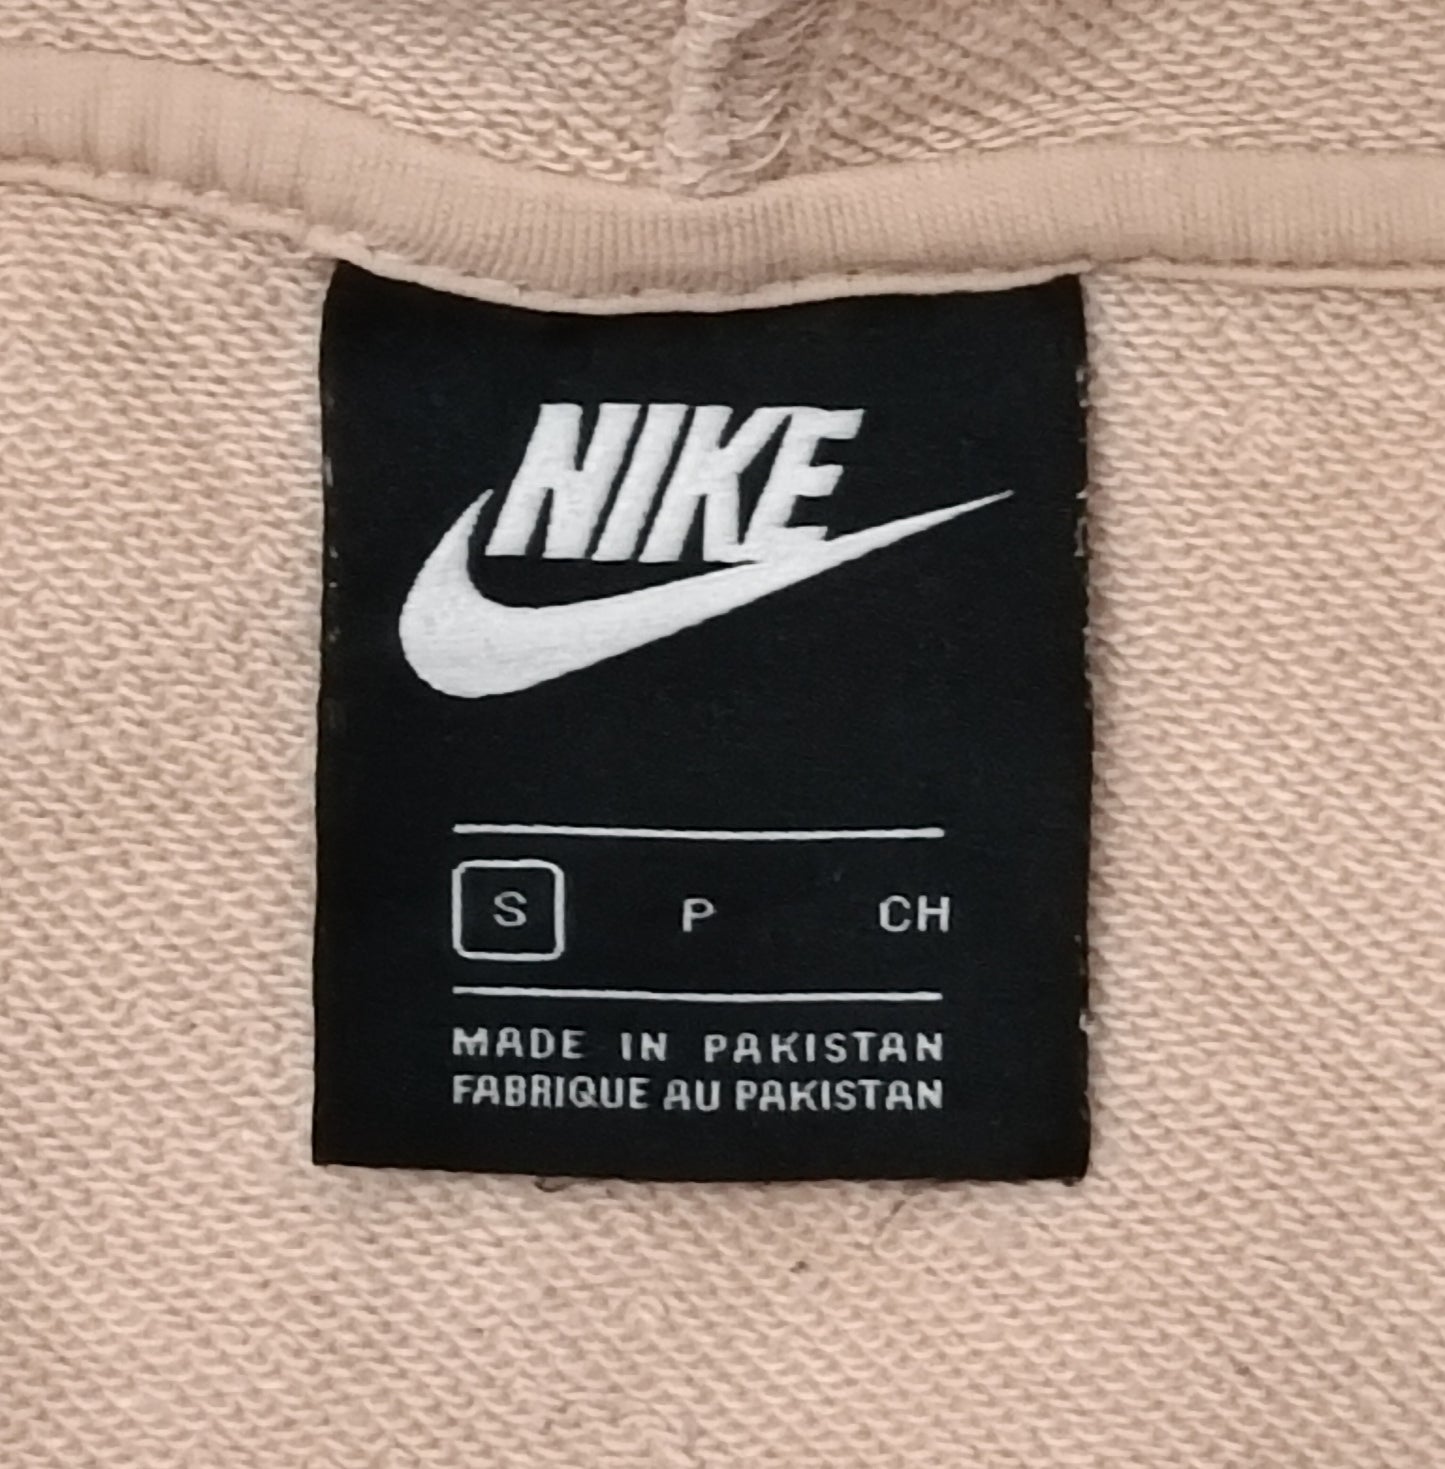 NIKE
S P CH
MADE IN PAKISTAN
FABRIQUE AU PAKISTAN